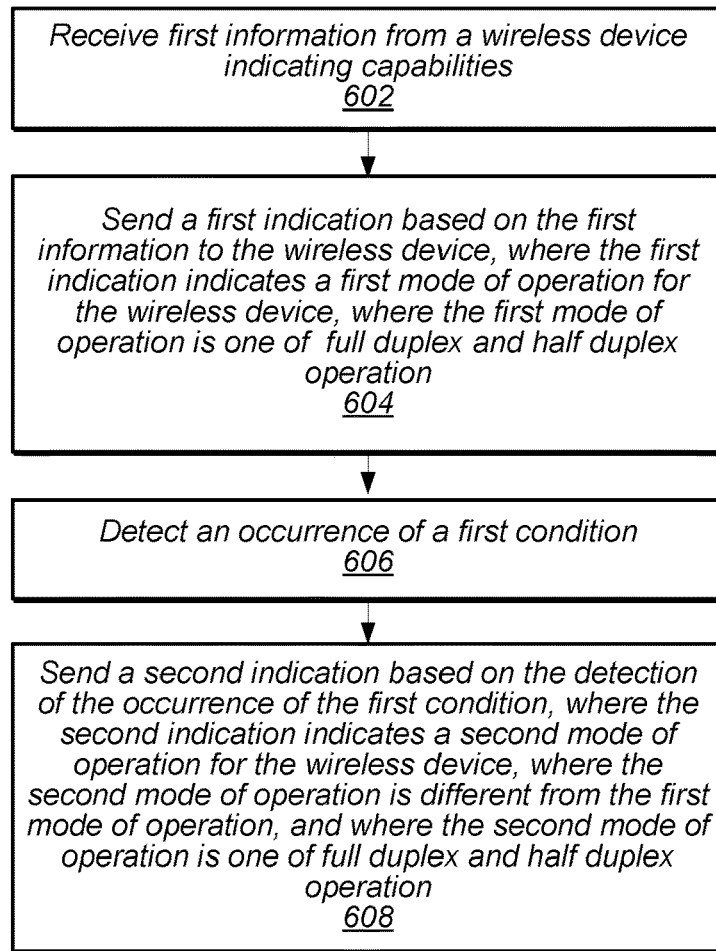 Receive first information from a wireless device
indicating capabilities
602
Send a first indication based on the first
information to the wireless device, where the first
indication indicates a first mode of operation for
the wireless device, where the first mode of
operation is one of full duplex and half duplex
operation
604
Detect an occurrence of a first condition
606
Send a second indication based on the detection
of the occurrence of the first condition, where the
second indication indicates a second mode of
operation for the wireless device, where the
second mode of operation is different from the first
mode of operation, and where the second mode of
operation is one of full duplex and half duplex
operation
608